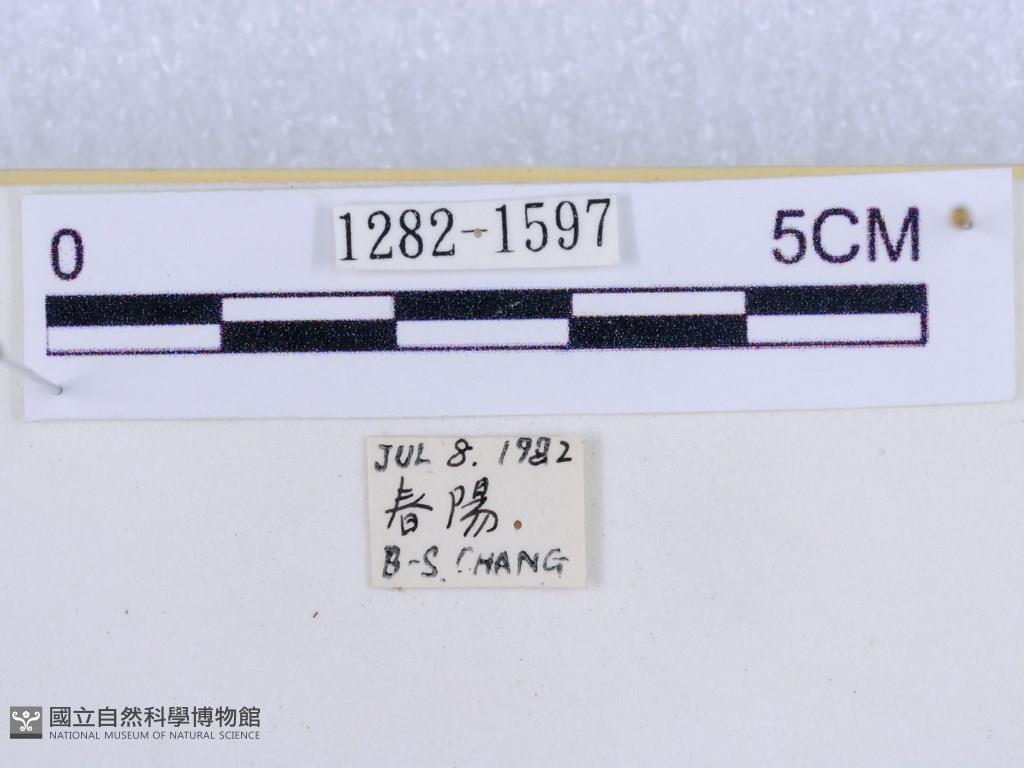 0
1282-1597
5CM
JUL 8. 1982
春陽.
B-S. CHANG
國立自然科學博物館
NATIONAL MUSEUM OF NATURAL SCIENCE